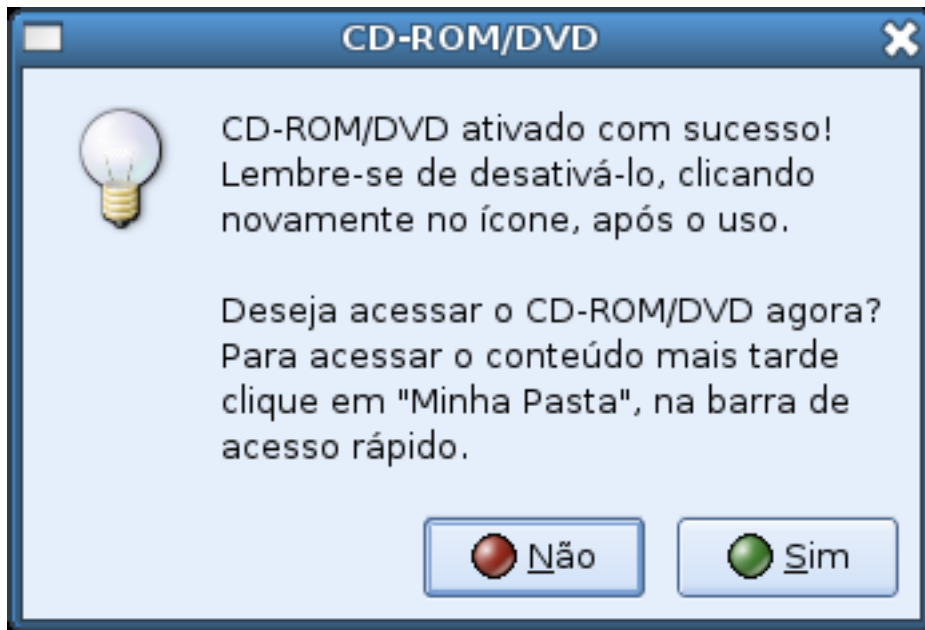 CD-ROM/DVD
CD-ROM/DVD ativado com sucesso!
Lembre-se de desativá-lo, clicando
novamente no ícone, após o uso.
Deseja acessar o CD-ROM/DVD agora?
Para acessar o conteúdo mais tarde
clique em "Minha Pasta", na barra de
acesso rápido.
Não
Sim